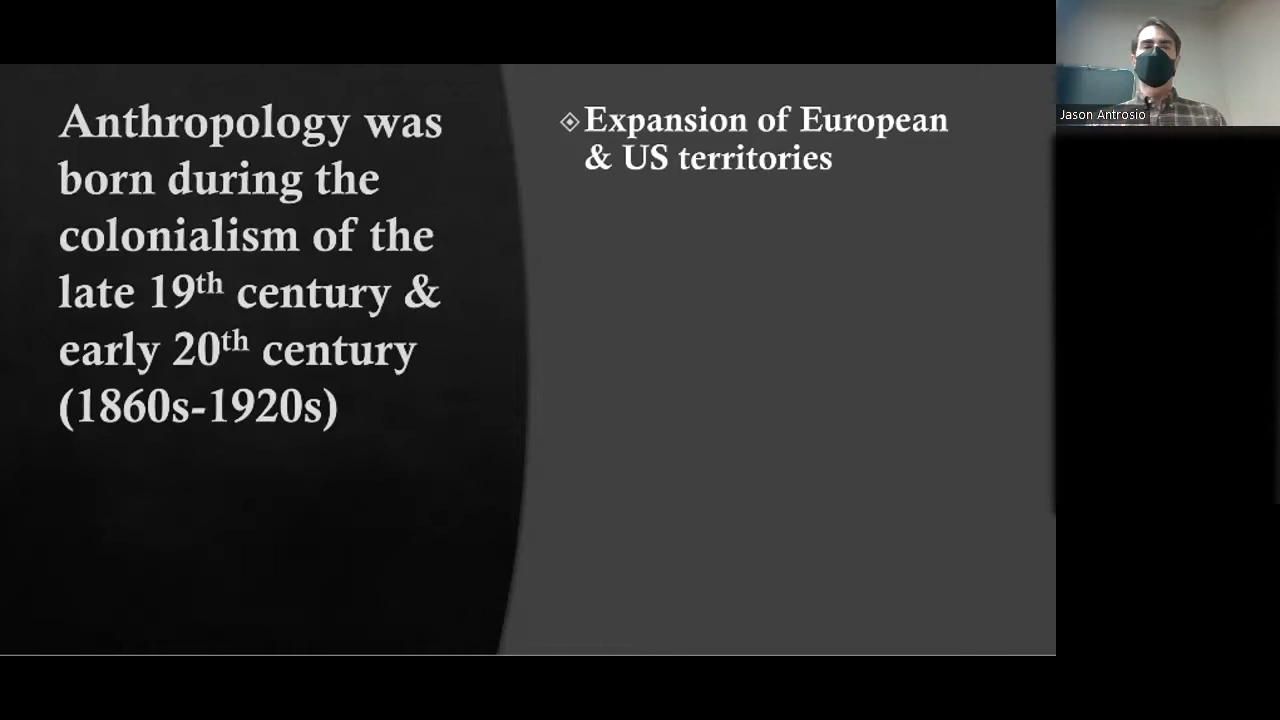 Anthropology was
born during the
colonialism of the
late 19th century &
early 20th century
(1860s-1920s)
Expansion of European
& US territories
Jason Antrosio